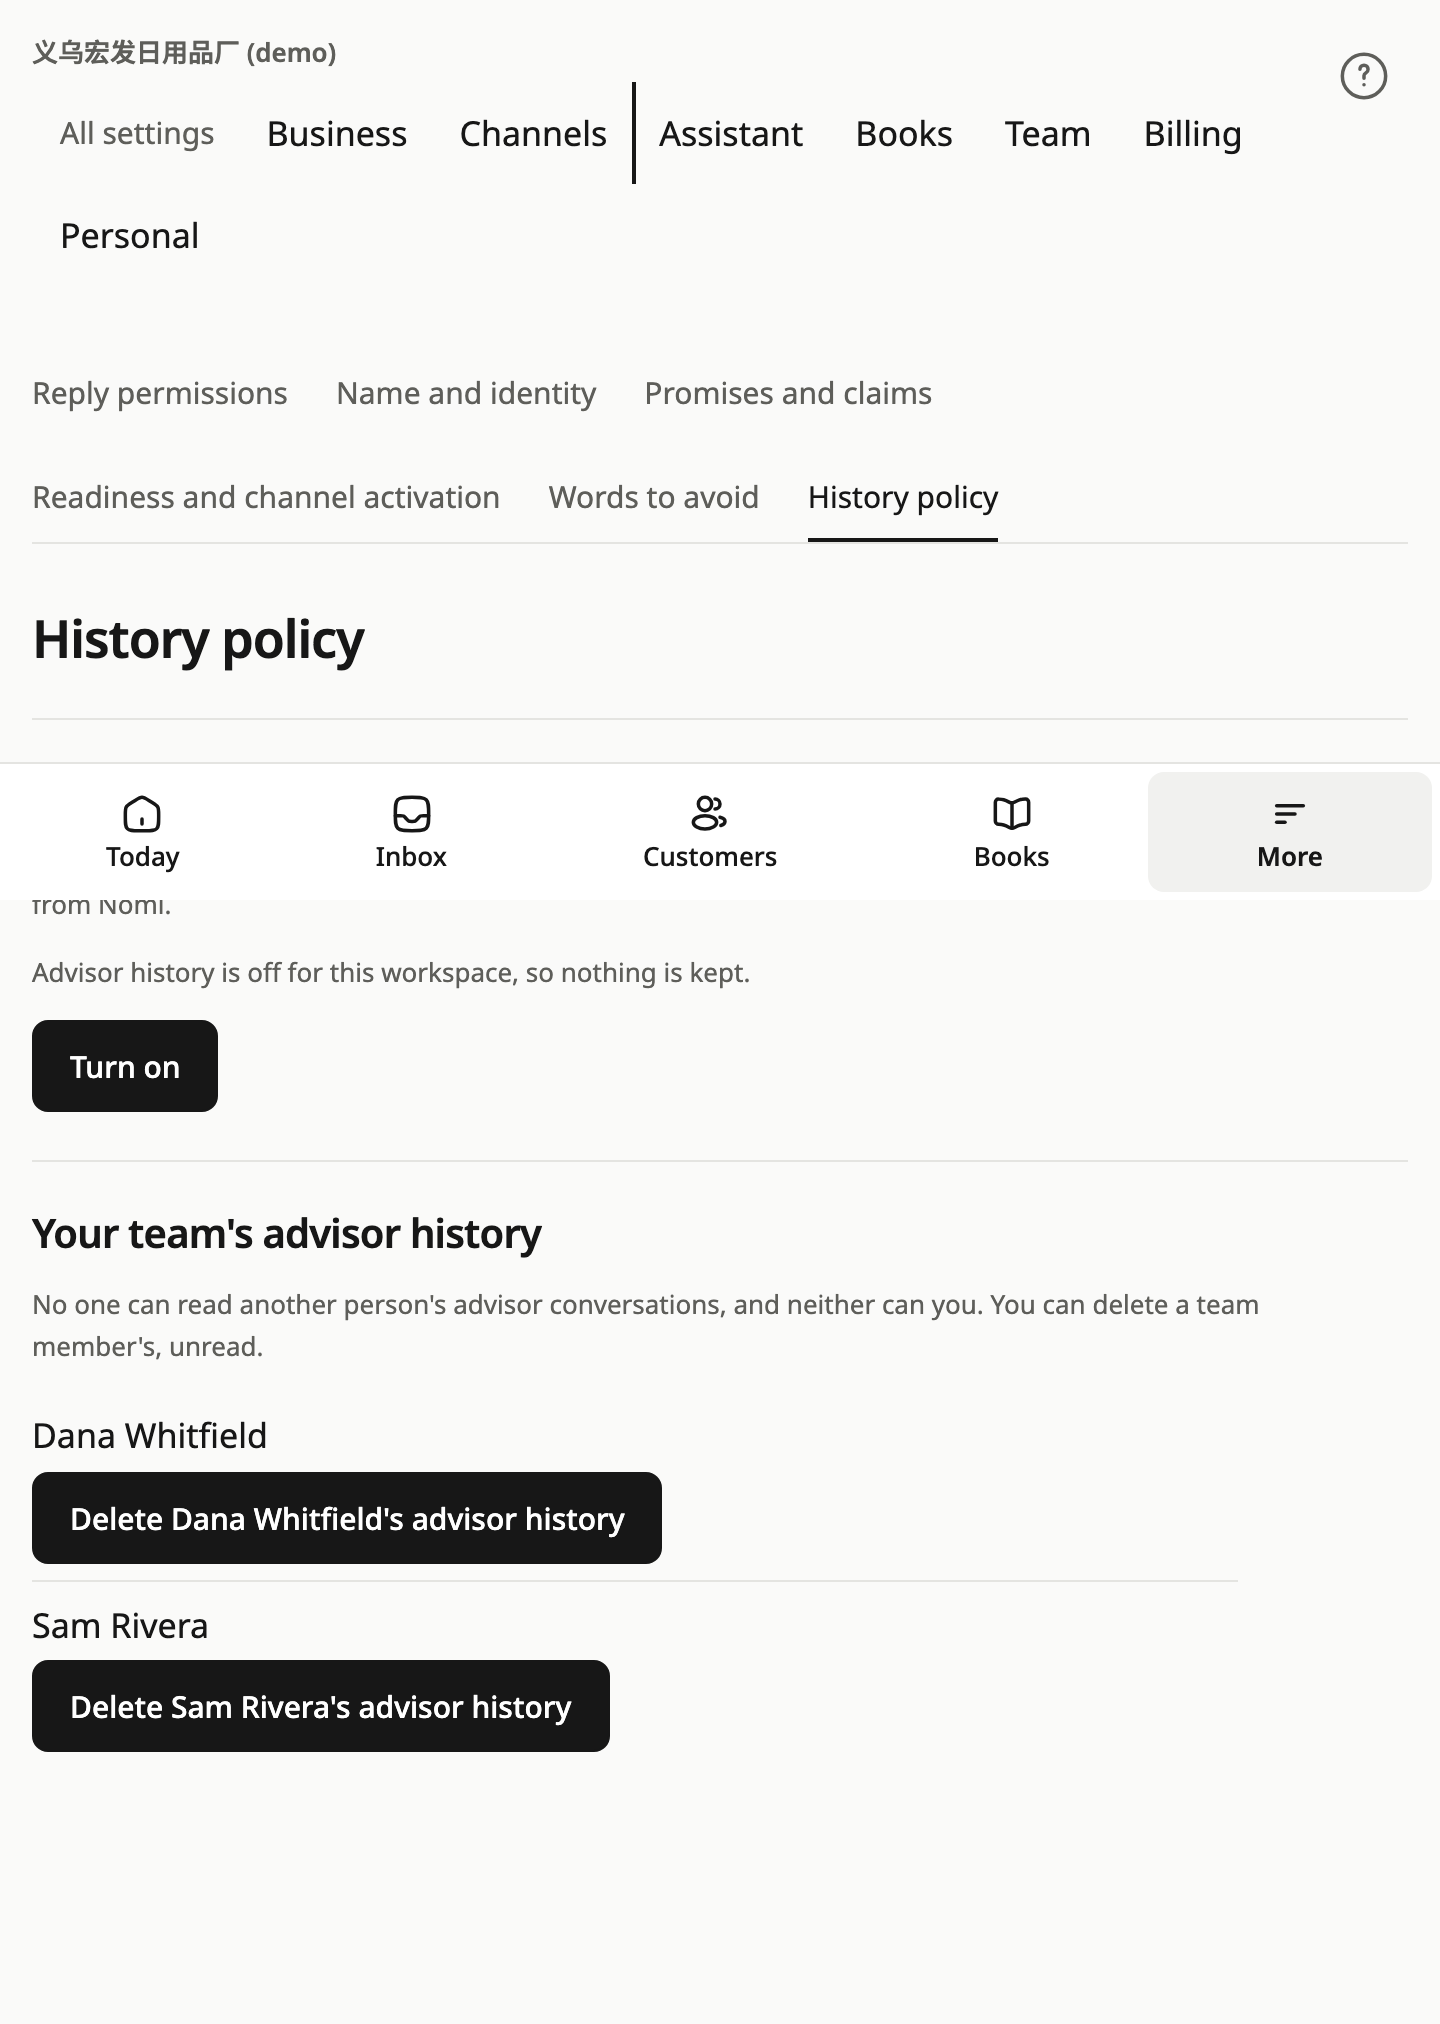 义乌宏发日用品厂 (demo)
All settings Business Channels Assistant Books Team Billing
Personal
Reply permissions Name and identity Promises and claims
Readiness and channel activation Words to avoid History policy
History policy
Today Inbox Customers Books More
from Nomi.
Advisor history is off for this workspace, so nothing is kept.
Turn on
Your team's advisor history
No one can read another person's advisor conversations, and neither can you. You can delete a team
member's, unread.
Dana Whitfield
Delete Dana Whitfield's advisor history
Sam Rivera
Delete Sam Rivera's advisor history